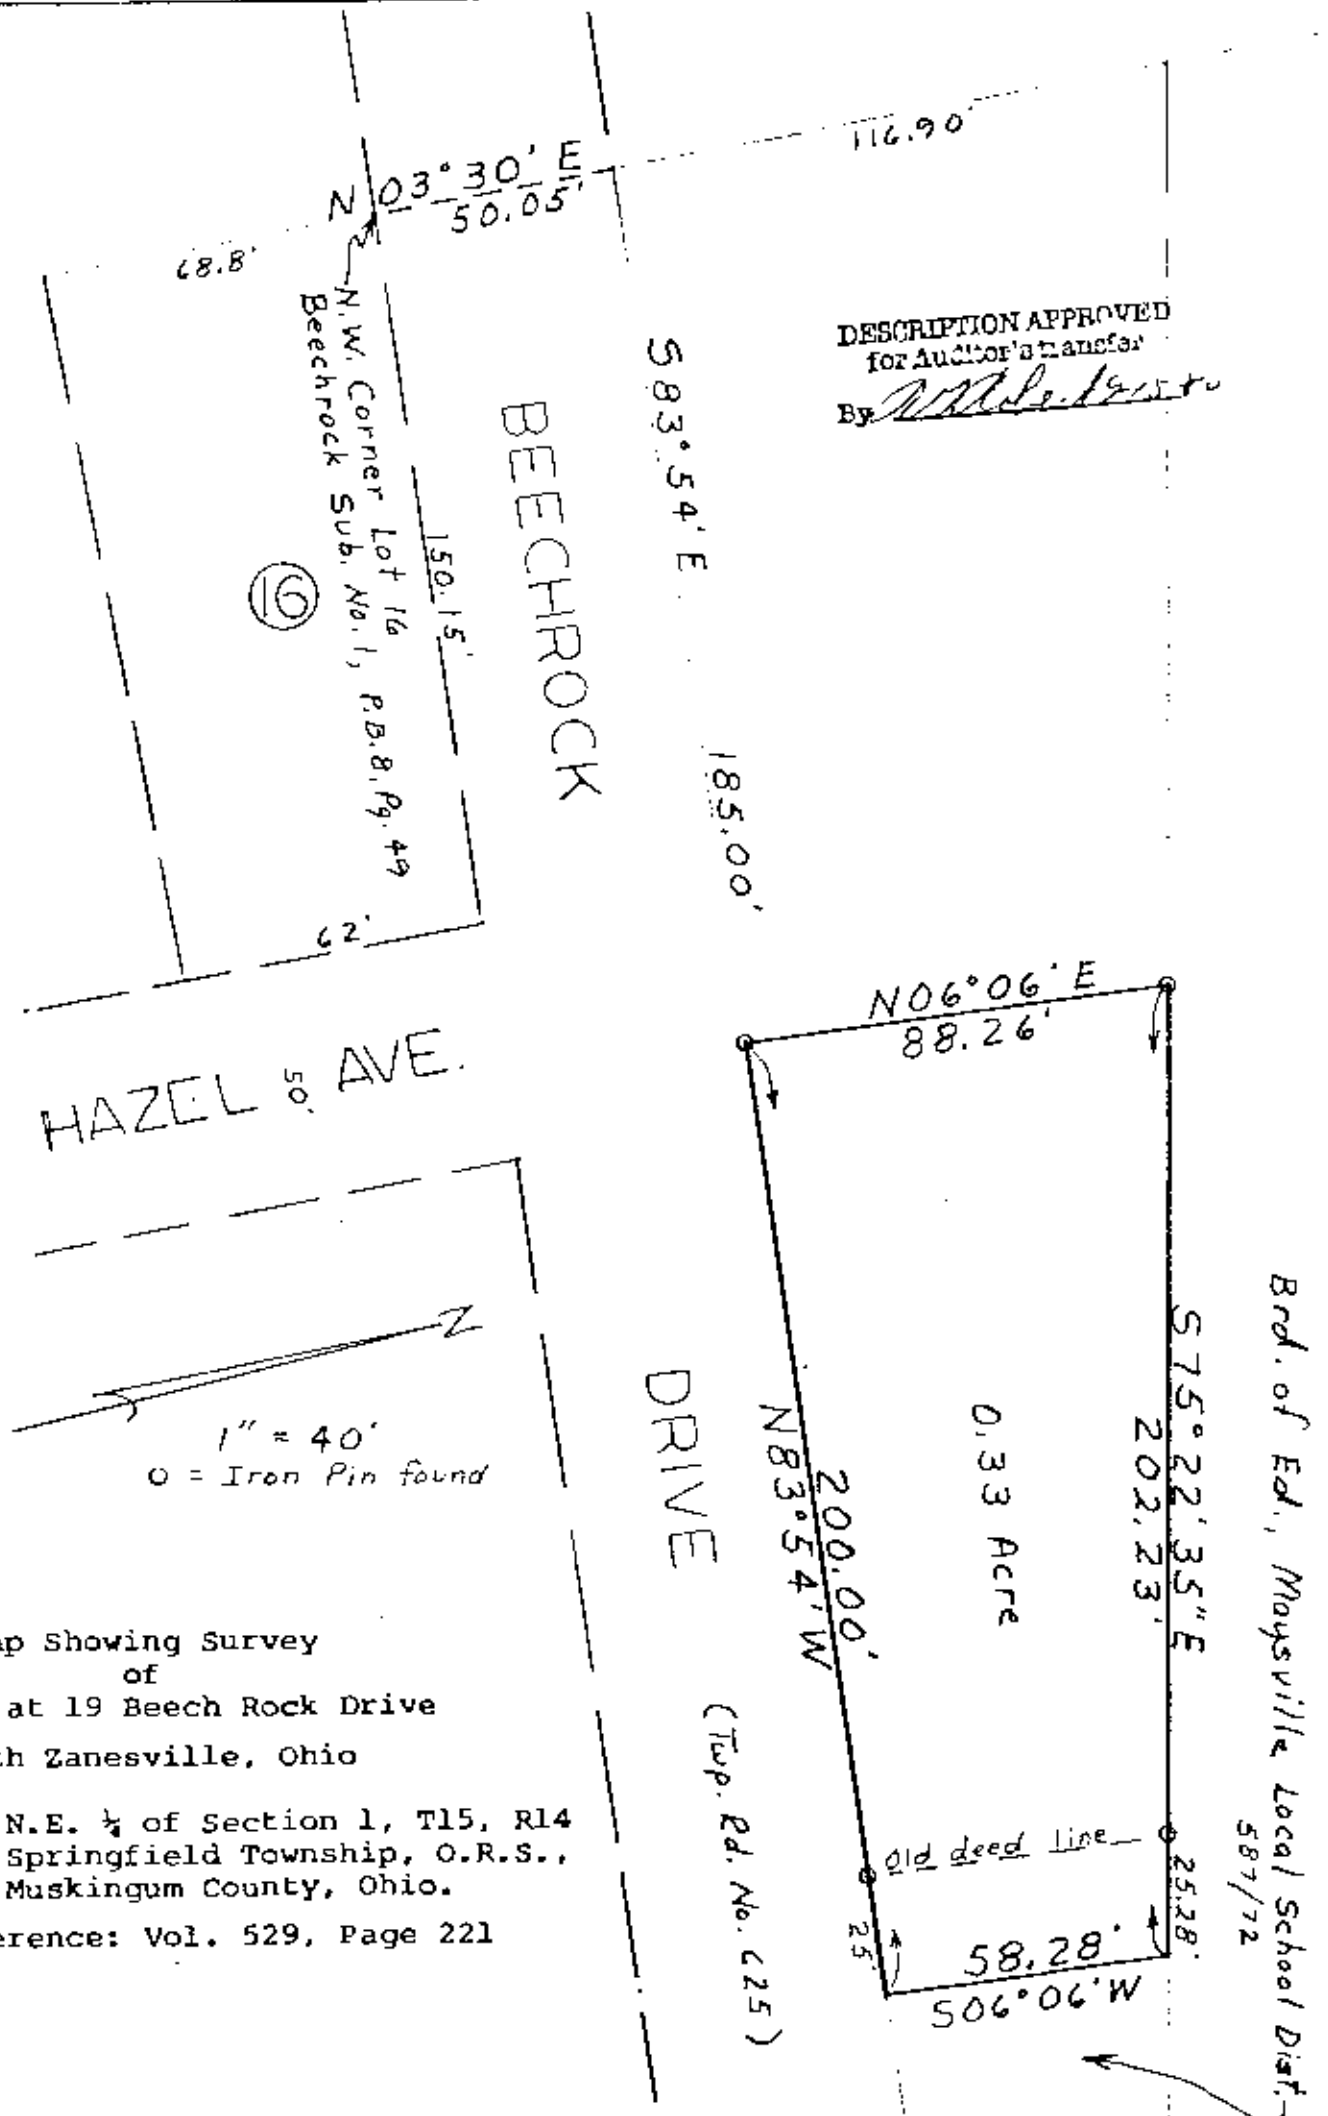 116.90'
N 03°30' E
50.05'
68.8'
N.W. Corner Lot 16
Beechrock Sub. No. 1, P.B. 8, Pg. 49
16
150.15'
BEECHROCK
S 83° 54' E 185.00'
DESCRIPTION APPROVED
for Auditor's transfer
By
62'
HAZEL 50' AVE.
N 06° 06' E
88.26'
1" = 40'
O = Iron Pin found
DRIVE
(Twp. Rd. No. 625)
200.00'
N 83° 54' W
0.33 Acre
S 75° 22' 35" E
202.23'
Brd. of Ed., Maysville Local School Dist.
587/72
old deed line
25'
25.28'
58.28'
S 06° 06' W
p Showing Survey
of
at 19 Beech Rock Drive
h Zanesville, Ohio
N.E. ¼ of Section 1, T15, R14
Springfield Township, O.R.S.,
Muskingum County, Ohio.
erence: Vol. 529, Page 221